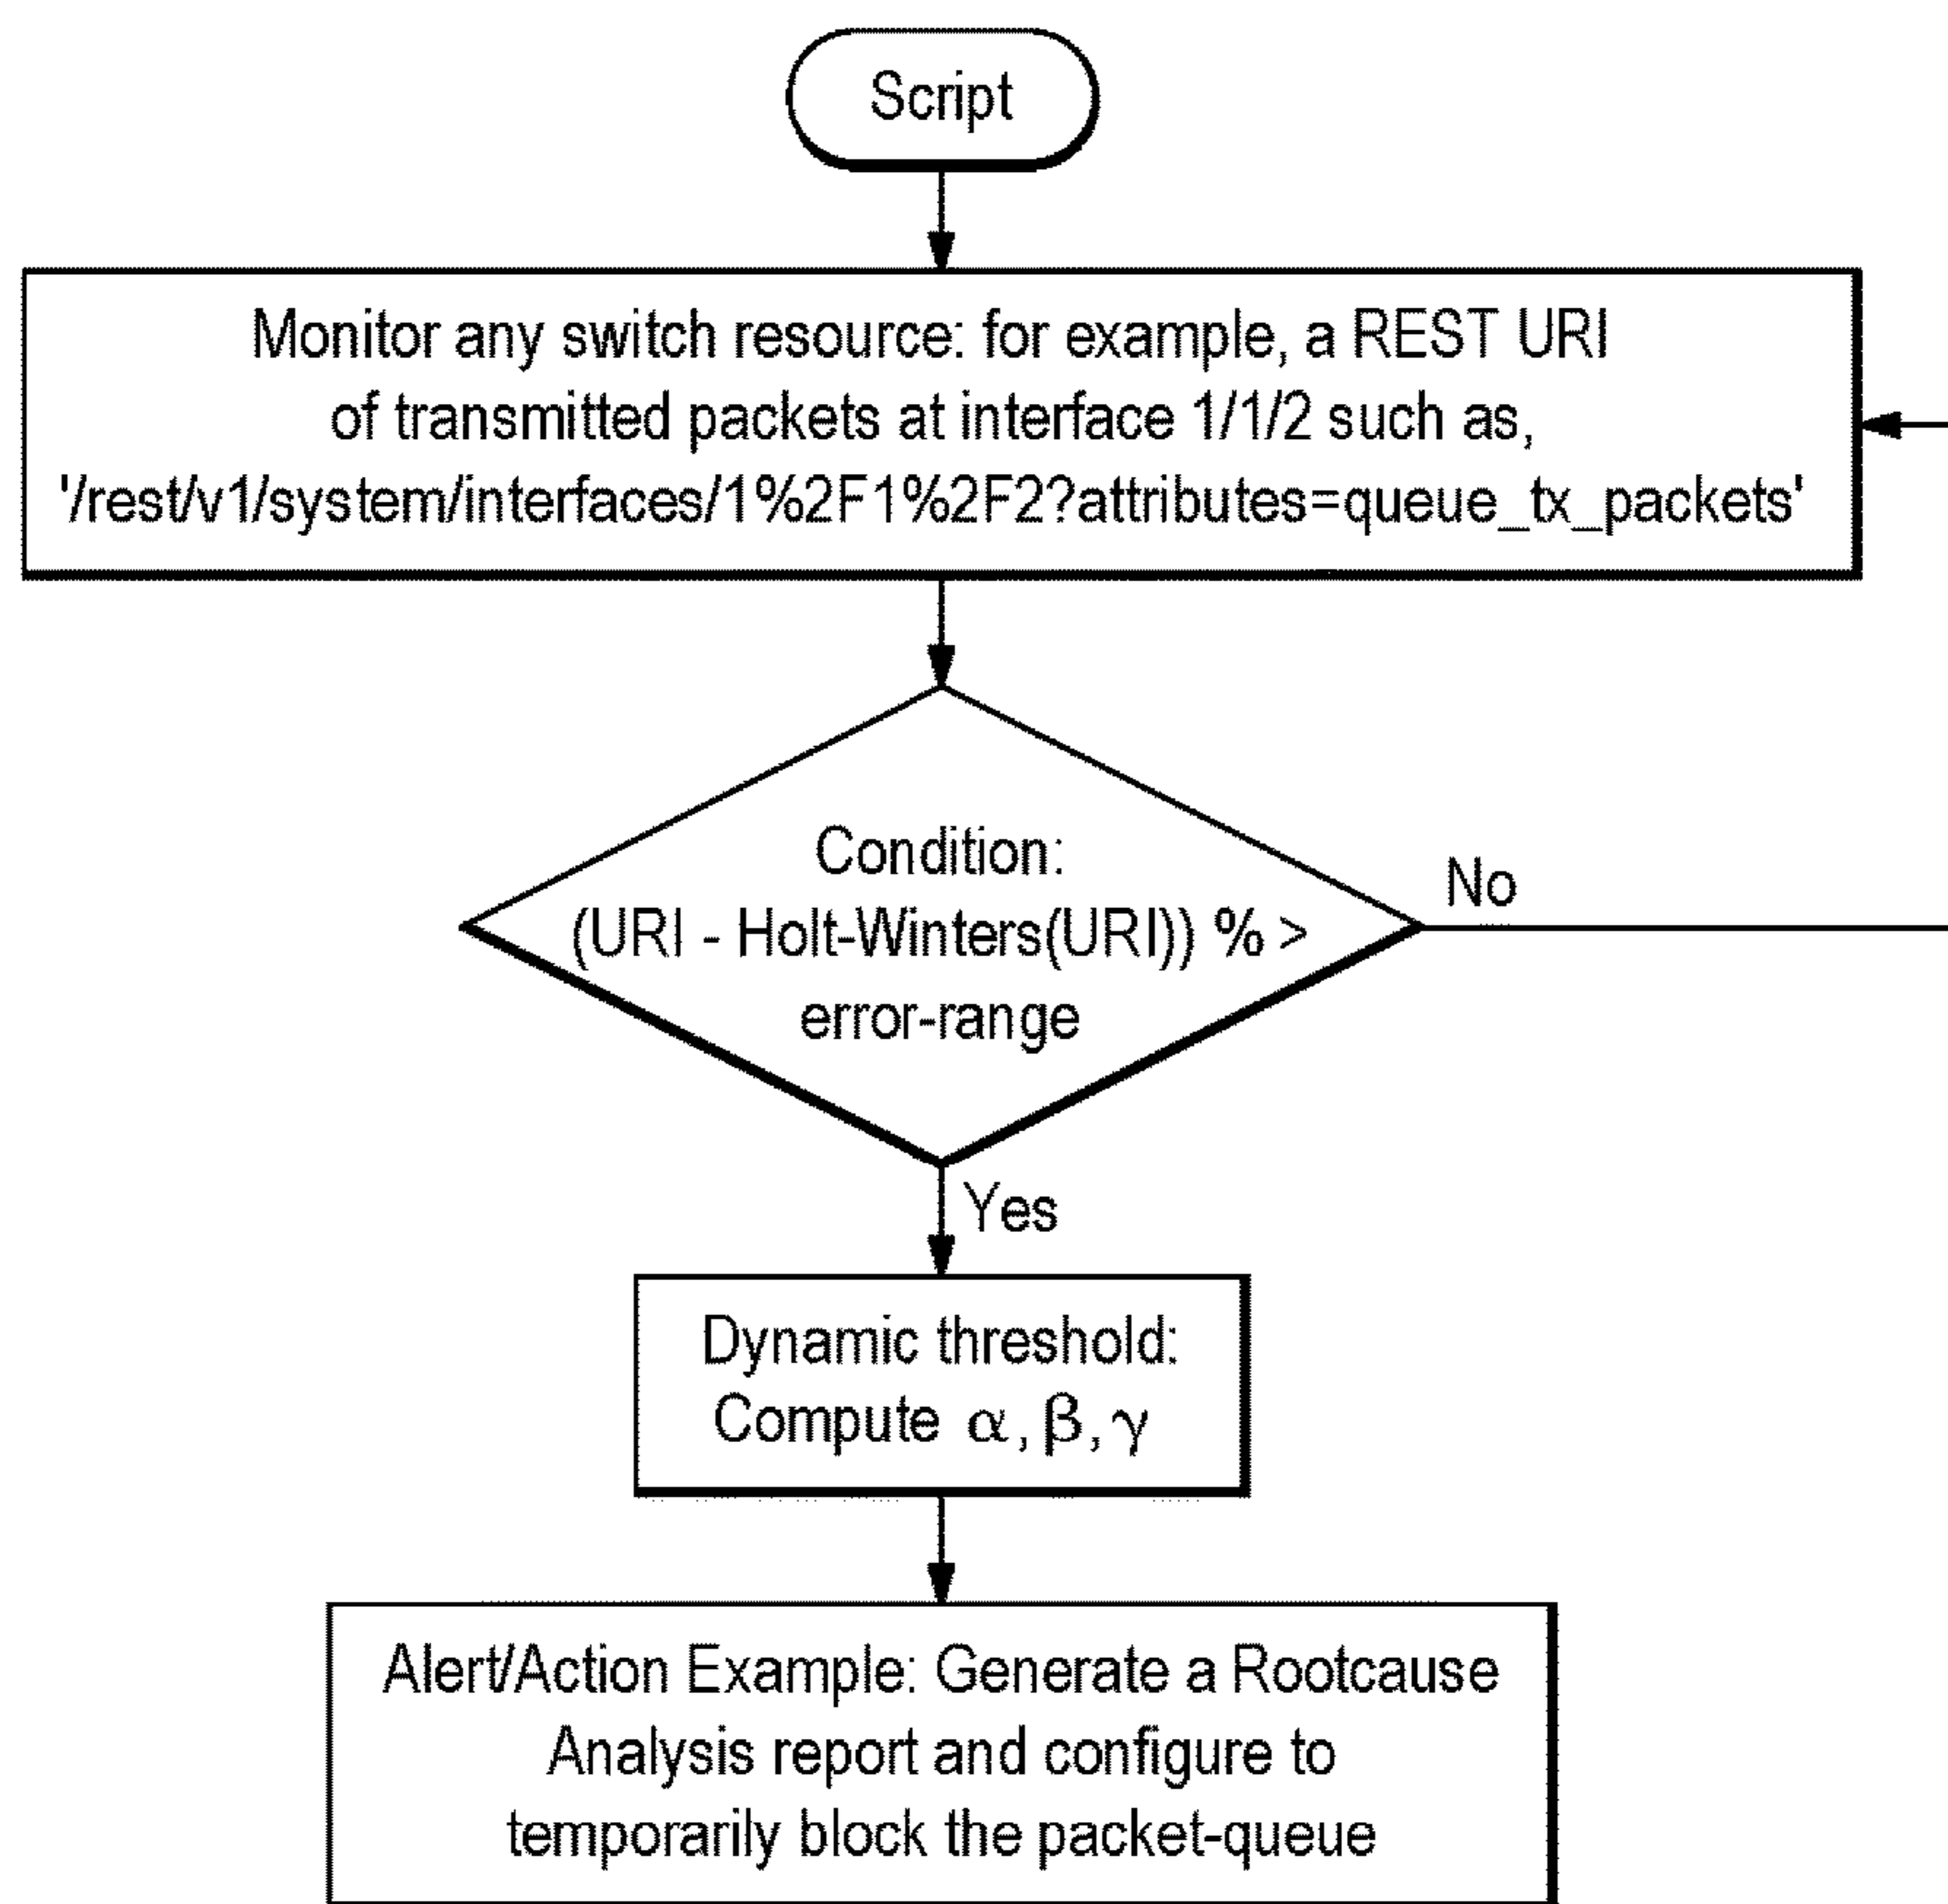 Script
Monitor any switch resource: for example, a REST URI
of transmitted packets at interface 1/1/2 such as,
'/rest/v1/system/interfaces/1%2F1%2F2?attributes=queue_tx_packets'
Condition:
(URI - Holt-Winters(URI)) % >
error-range
No
Yes
Dynamic threshold:
Compute α, β, γ
Alert/Action Example: Generate a Rootcause
Analysis report and configure to
temporarily block the packet-queue